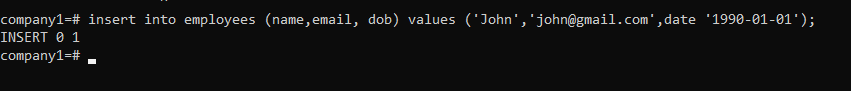 company1=# insert into employees (name,email, dob) values ('John','john@gmail.com',date '1990-01-01');
INSERT 0 1
company1=#